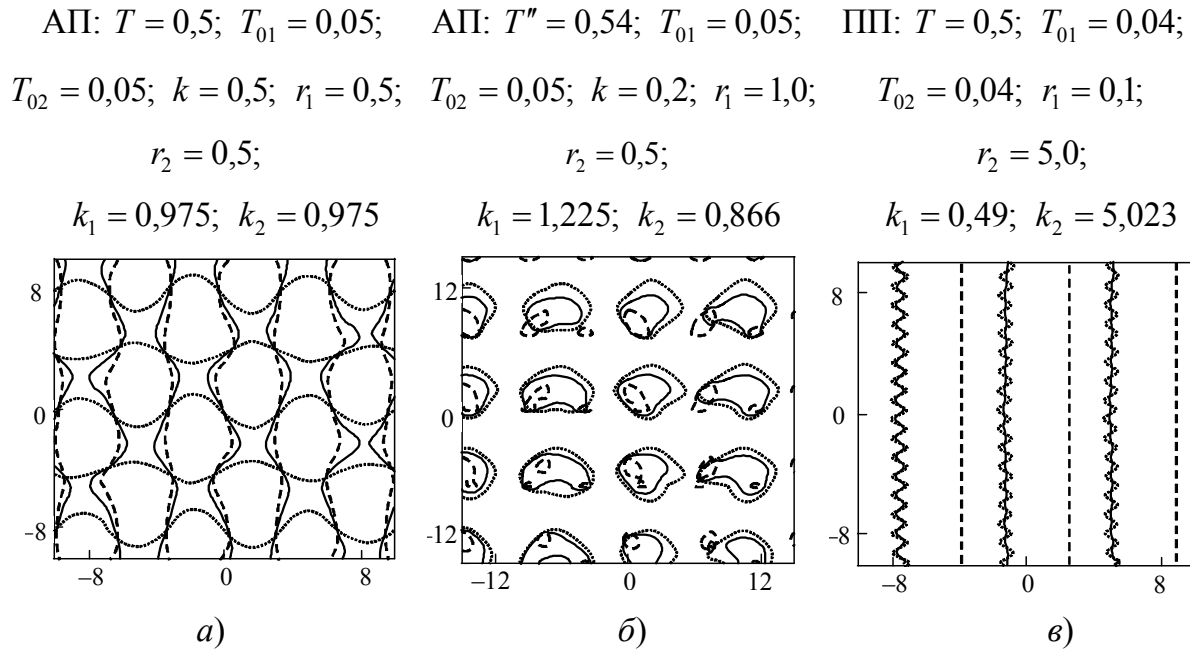 АП: T = 0,5; T₀₁ = 0,05;
T₀₂ = 0,05; k = 0,5; r₁ = 0,5;
r₂ = 0,5;
k₁ = 0,975; k₂ = 0,975
8
0
-8
–8
0
8
а)
АП: T″ = 0,54; T₀₁ = 0,05;
T₀₂ = 0,05; k = 0,2; r₁ = 1,0;
r₂ = 0,5;
k₁ = 1,225; k₂ = 0,866
12
0
-12
–12
0
12
б)
ПП: T = 0,5; T₀₁ = 0,04;
T₀₂ = 0,04; r₁ = 0,1;
r₂ = 5,0;
k₁ = 0,49; k₂ = 5,023
8
0
-8
–8
0
8
в)